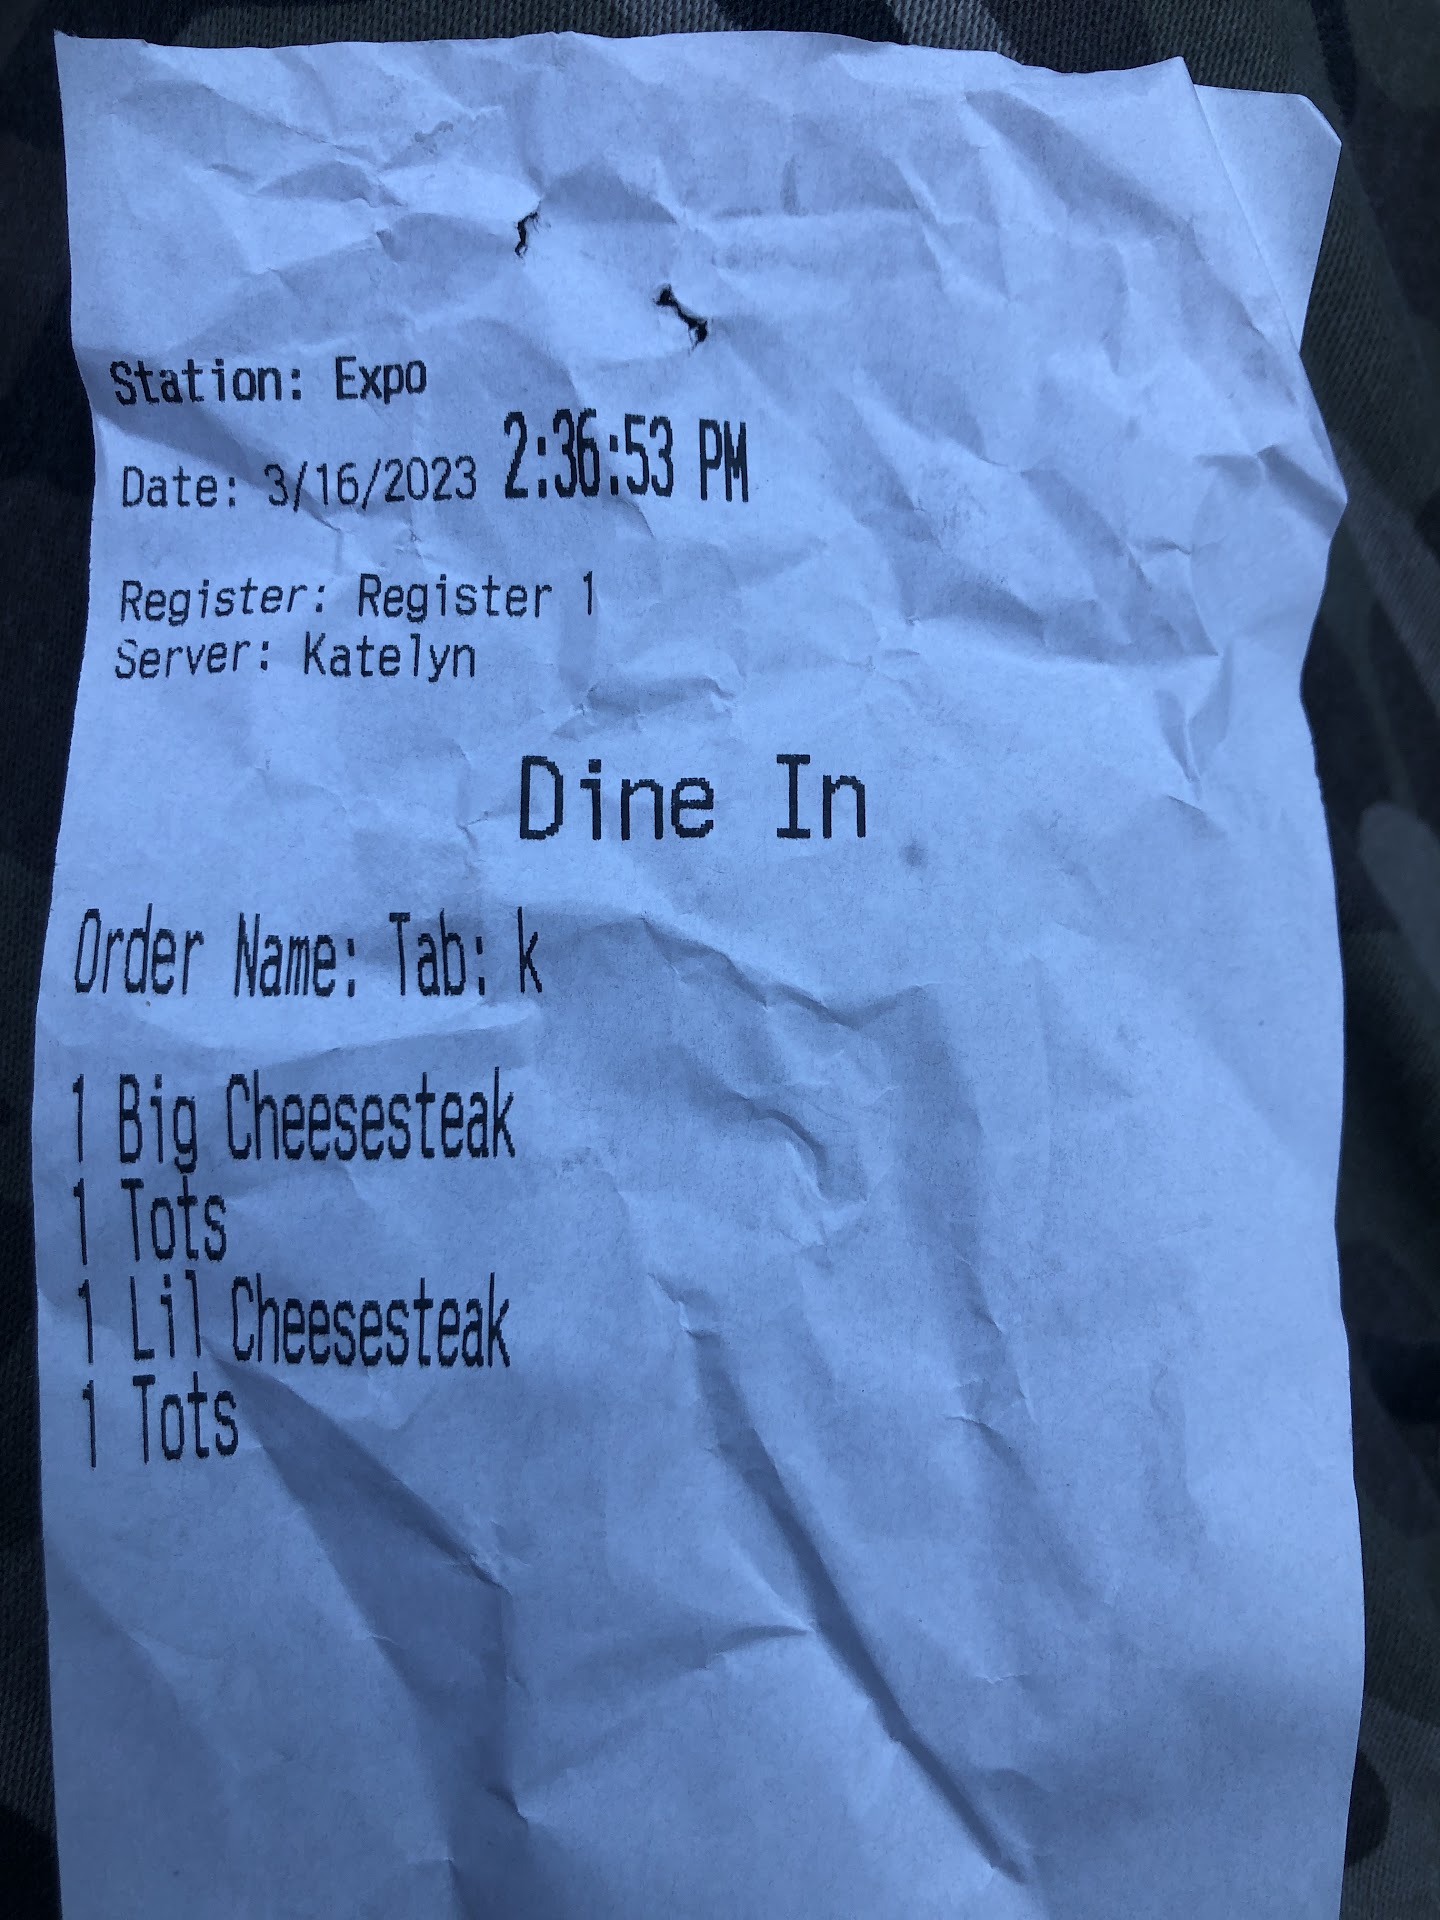 Station: Expo
Date: 3/16/2023 2:36:53 PM
Register: Register 1
Server: Katelyn
Dine In
Order Name: Tab: k
1 Big Cheesesteak
1 Tots
1 Lil Cheesesteak
1 Tots